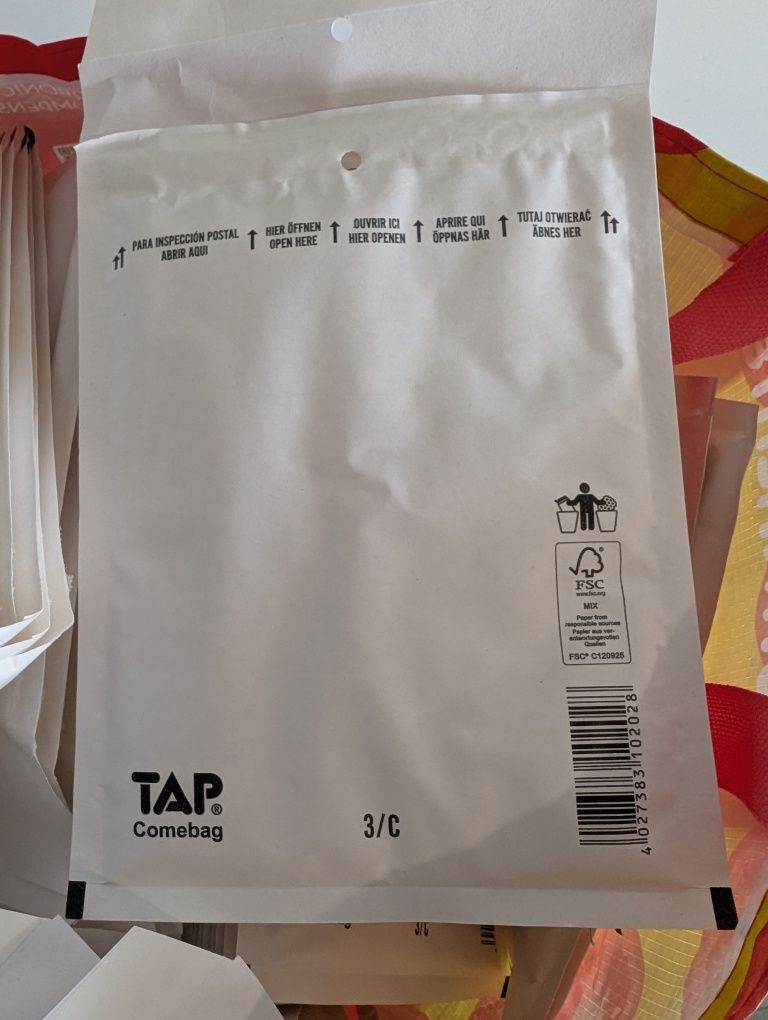 PARA INSPECCIÓN POSTAL
ABRIR AQUI
HIER ÖFFNEN
OPEN HERE
OUVRIR ICI
HIER OPENEN
APRIRE QUI
ÖPPNAS HÄR
TUTAJ OTWIERAĆ
ÅBNES HER
FSC
www.fsc.org
MIX
Paper from
responsible sources
Papier aus ver-
antwortungsvollen
Quellen
FSC® C120925
4027383102028
TAP®
Comebag
3/C
3/C